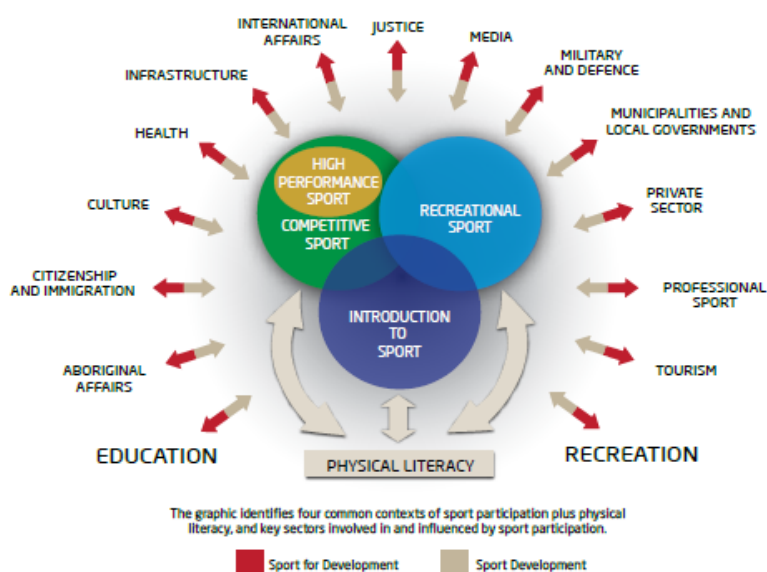 INTERNATIONAL
AFFAIRS
JUSTICE
MEDIA
MILITARY
AND DEFENCE
INFRASTRUCTURE
MUNICIPALITIES AND
LOCAL GOVERNMENTS
HEALTH
HIGH
PERFORMANCE
SPORT
COMPETITIVE
SPORT
RECREATIONAL
SPORT
PRIVATE
SECTOR
CULTURE
CITIZENSHIP
AND IMMIGRATION
INTRODUCTION
TO
SPORT
PROFESSIONAL
SPORT
ABORIGINAL
AFFAIRS
TOURISM
EDUCATION
PHYSICAL LITERACY
RECREATION
The graphic identifies four common contexts of sport participation plus physical
literacy, and key sectors involved in and influenced by sport participation.
Sport for Development
Sport Development